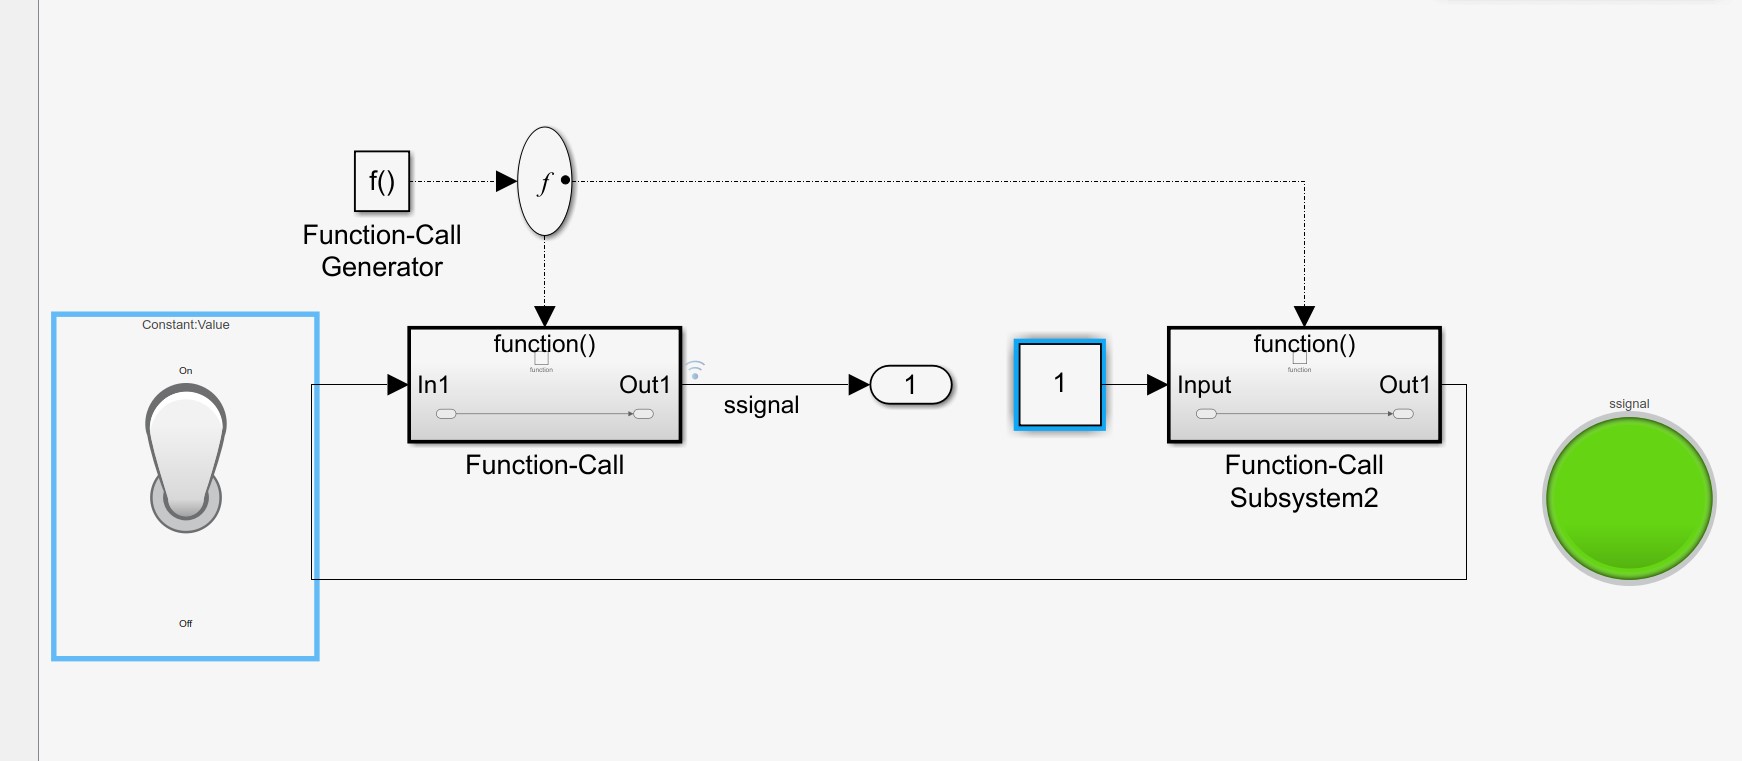 f()
f
Function-Call
Generator
Constant:Value
On
Off
function()
function
In1
Out1
Function-Call
ssignal
1
1
function()
function
Input
Out1
Function-Call
Subsystem2
ssignal